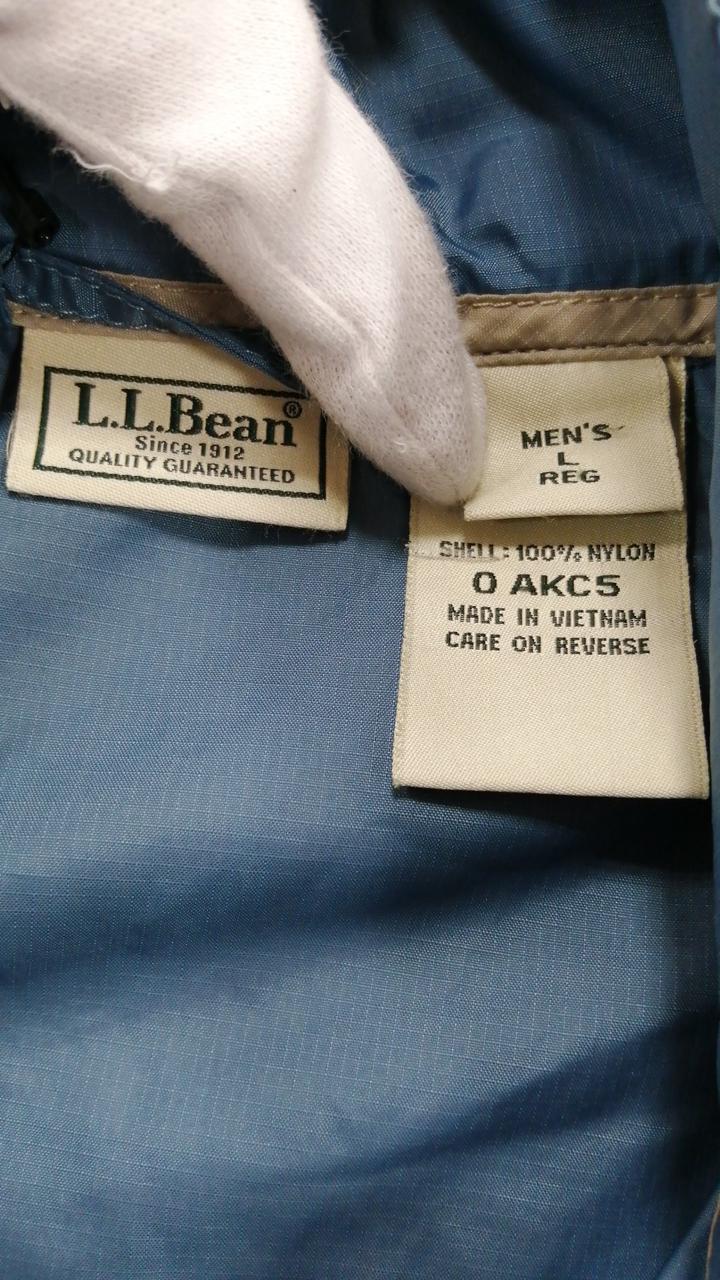 L.L.Bean®
Since 1912
QUALITY GUARANTEED
MEN'S
L
REG
SHELL: 100% NYLON
0 AKC5
MADE IN VIETNAM
CARE ON REVERSE